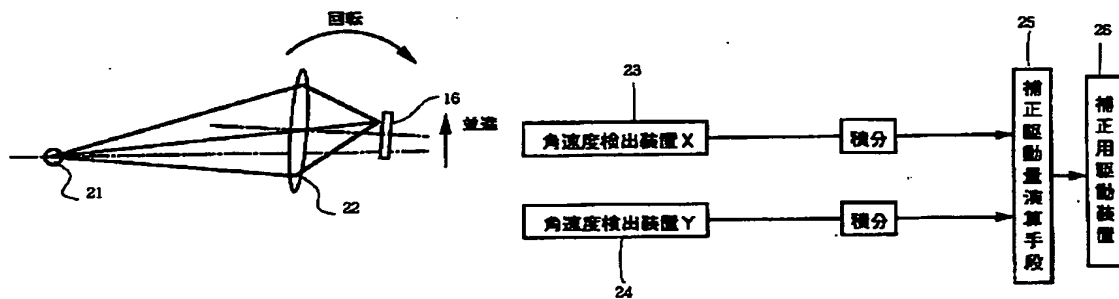 回転
16
並進
21
22
23
角速度検出装置X
積分
角速度検出装置Y
積分
24
25
補正駆動量演算手段
26
補正用駆動装置